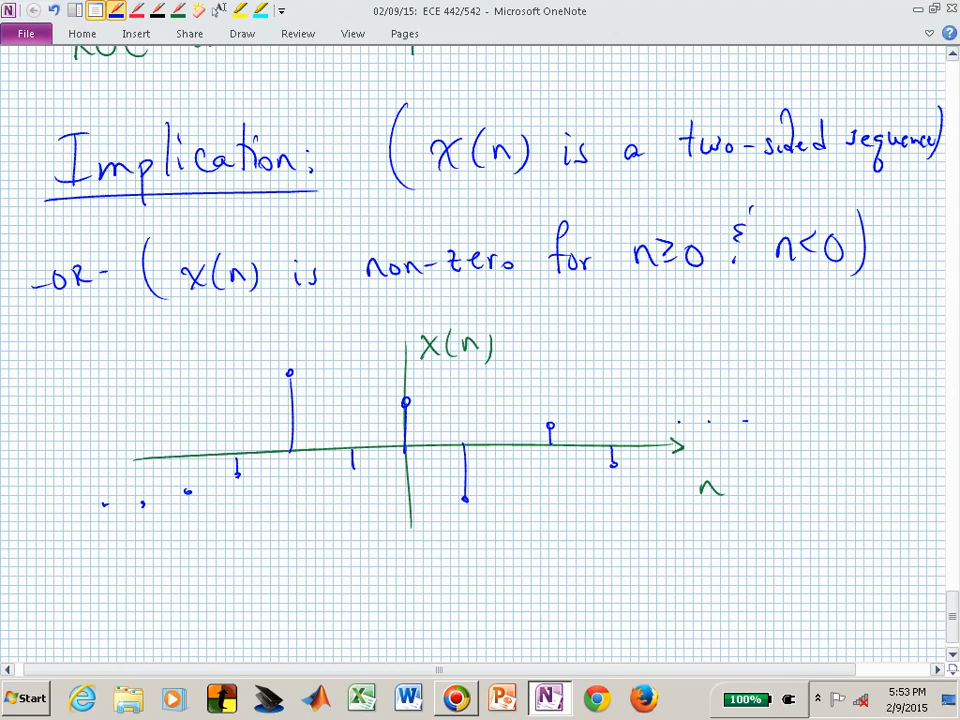 02/09/15: ECE 442/542 - Microsoft OneNote
File Home Insert Share Draw Review View Pages
ROC
Implication: (x(n) is a two-sided sequence)
-OR- (x(n) is non-zero for n≥0 & n<0)
x(n)
. . .
. . .
n
Start
100%
5:53 PM
2/9/2015